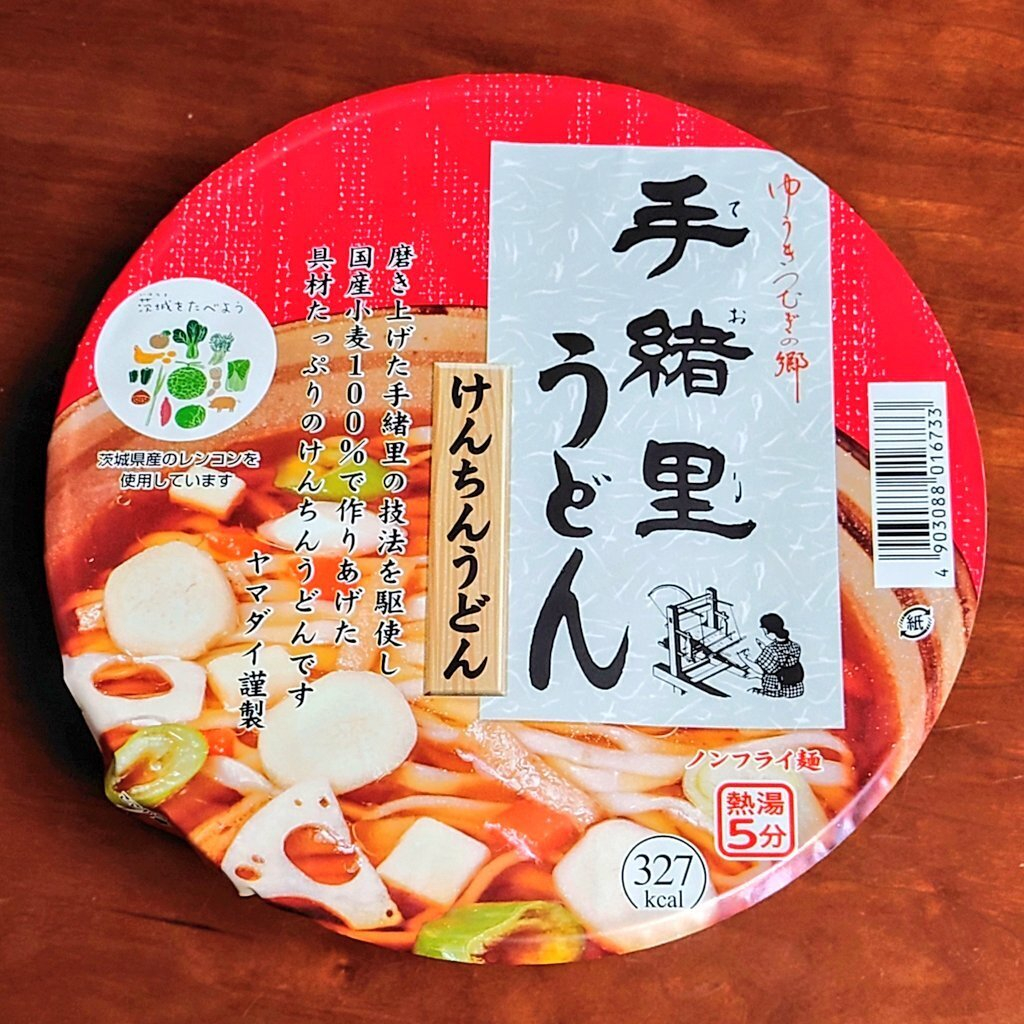 ゆうきつむぎの郷
手緒里
ており
うどん
けんちんうどん
磨き上げた手緒里の技法を駆使し
国産小麦100%で作りあげた
具材たっぷりのけんちんうどんです
ヤマダイ謹製
茨城をたべよう
茨城県産のレンコンを
使用しています
4903088016733
紙
ノンフライ麺
熱湯
5分
327
kcal